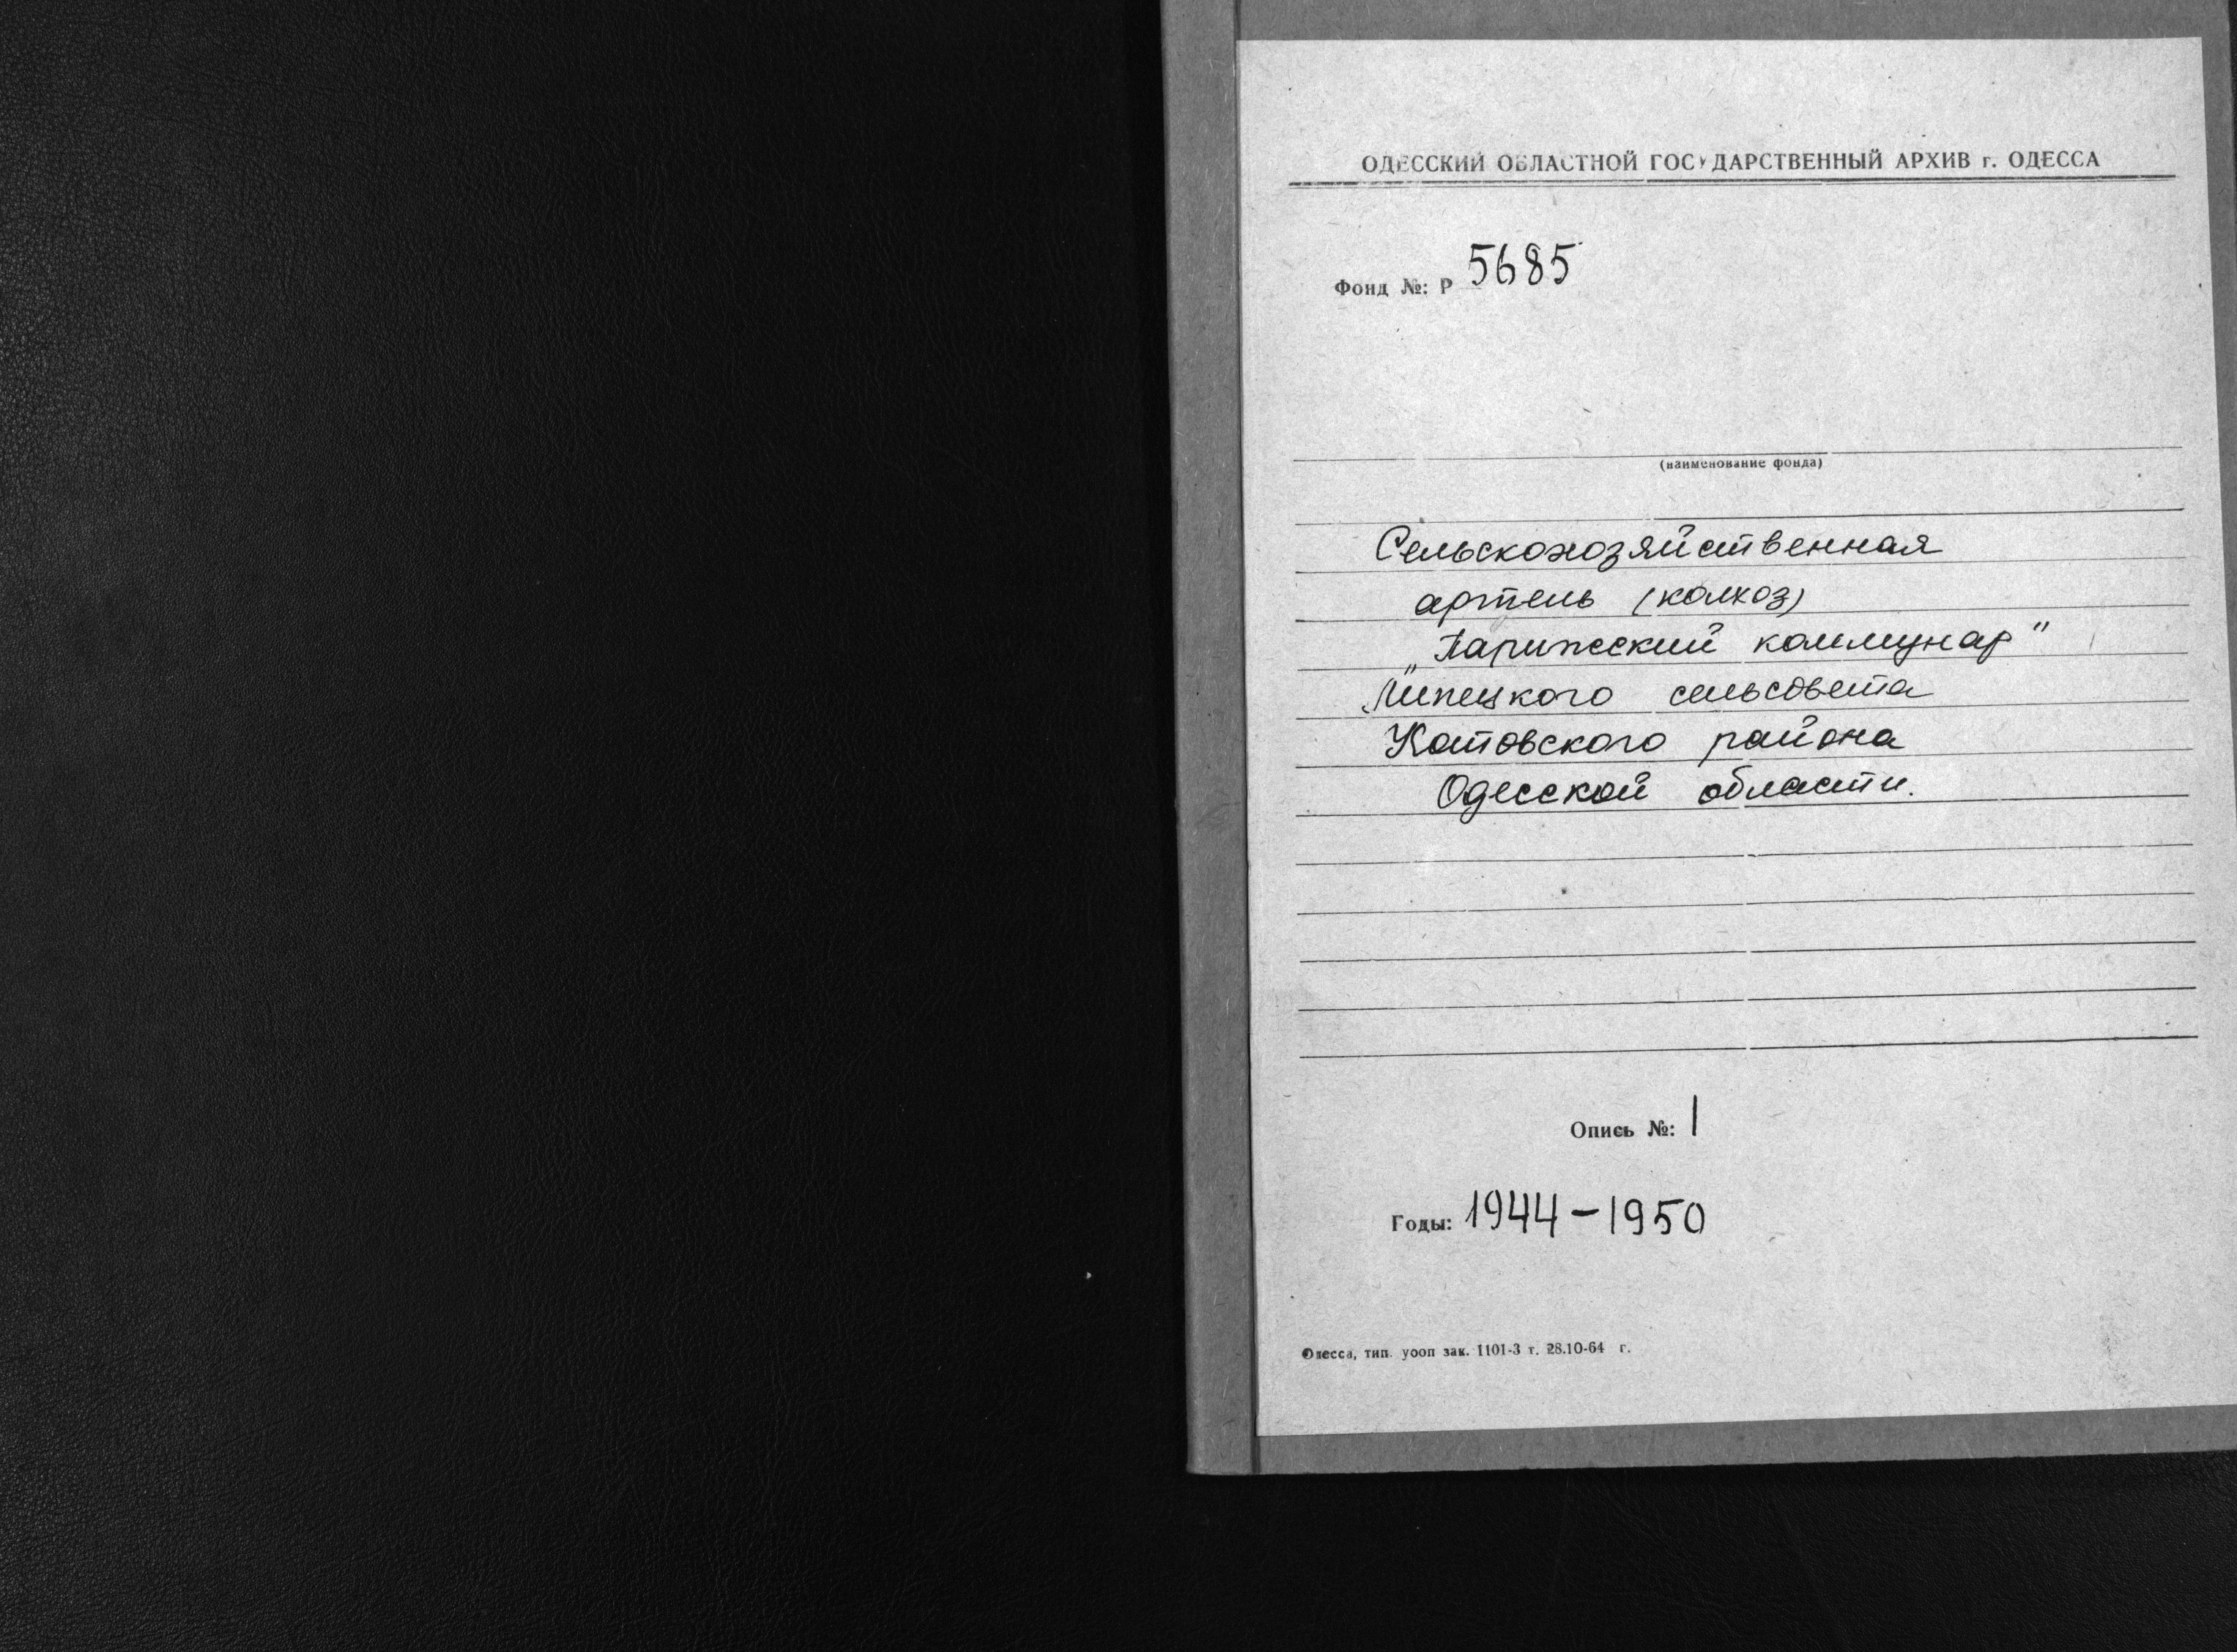 ОДЕССКИЙ ОБЛАСТНОЙ ГОСУДАРСТВЕННЫЙ АРХИВ г. ОДЕССА
Фонд №: Р 5685
(наименование фонда)
Сельскохозяйственная
артель (колхоз)
„Парижский коммунар"
Липецкого сельсовета
Котовского района
Одесской области.
Опись №: 1
Годы: 1944-1950
Одесса, тип. уооп зак. 1101-3 т. 28.10-64 г.